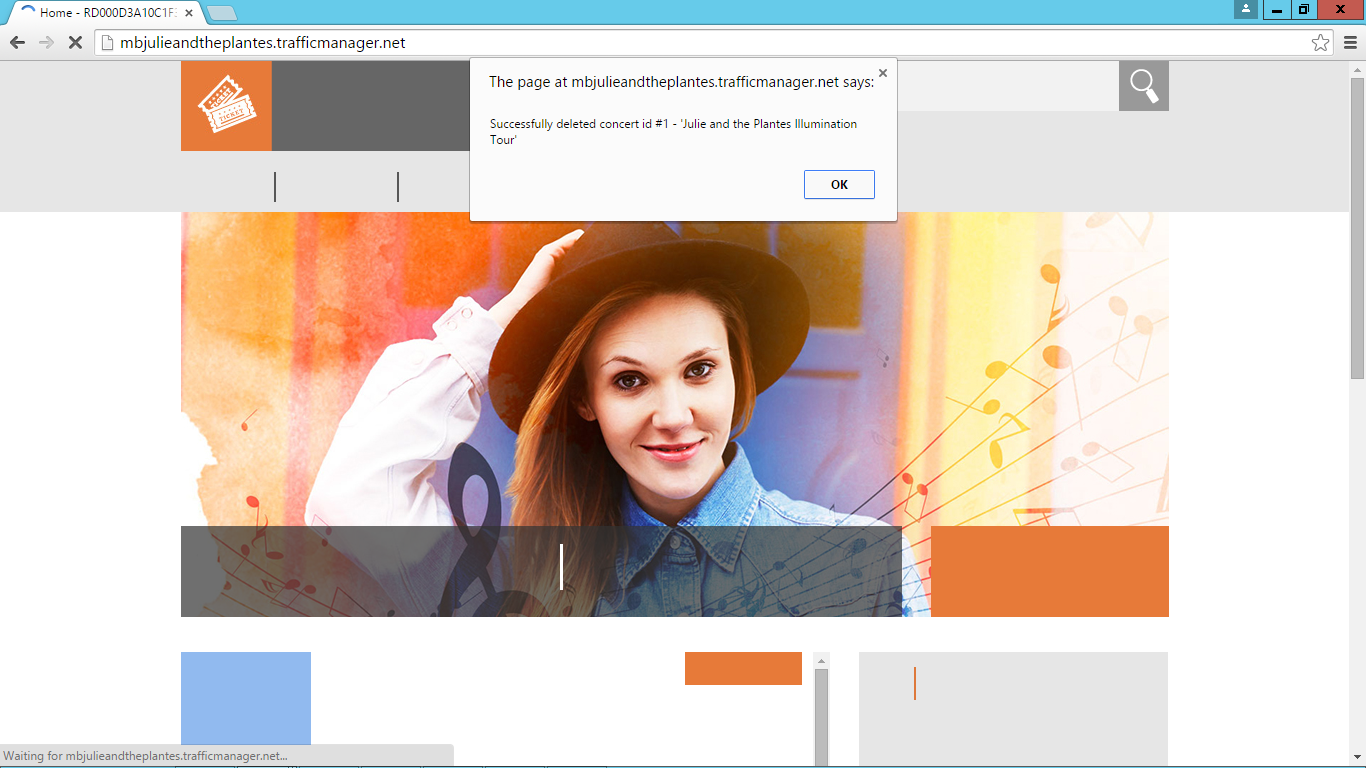 Home - RD000D3A10C1F
mbjulieandtheplantes.trafficmanager.net
TICKET
The page at mbjulieandtheplantes.trafficmanager.net says:
Successfully deleted concert id #1 - 'Julie and the Plantes Illumination
Tour'
OK
Waiting for mbjulieandtheplantes.trafficmanager.net...